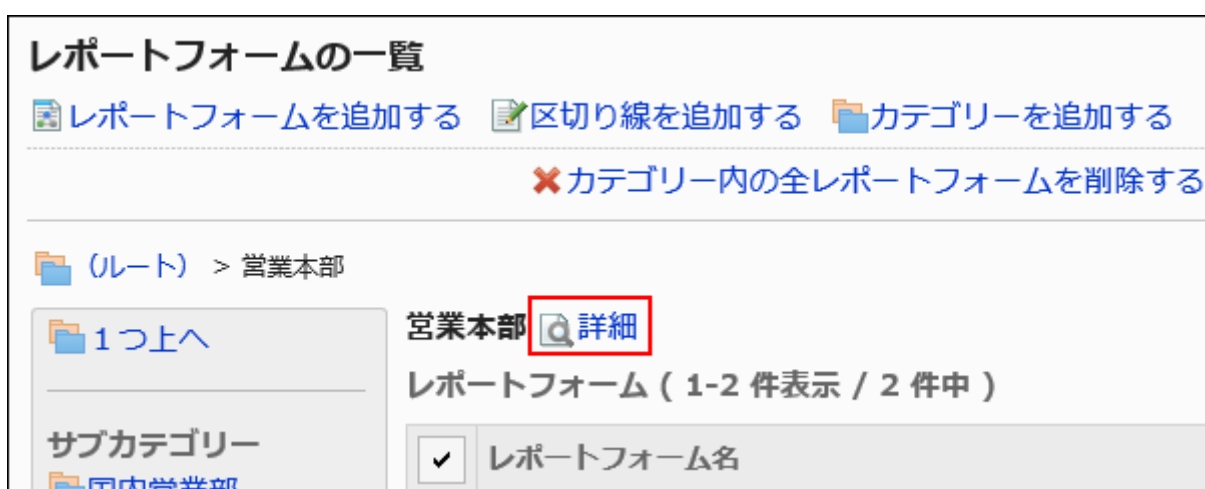 レポートフォームの一覧
レポートフォームを追加する 区切り線を追加する カテゴリーを追加する
カテゴリー内の全レポートフォームを削除する
（ルート） > 営業本部
1つ上へ
営業本部 詳細
レポートフォーム ( 1-2 件表示 / 2 件中 )
サブカテゴリー
レポートフォーム名
国内営業部